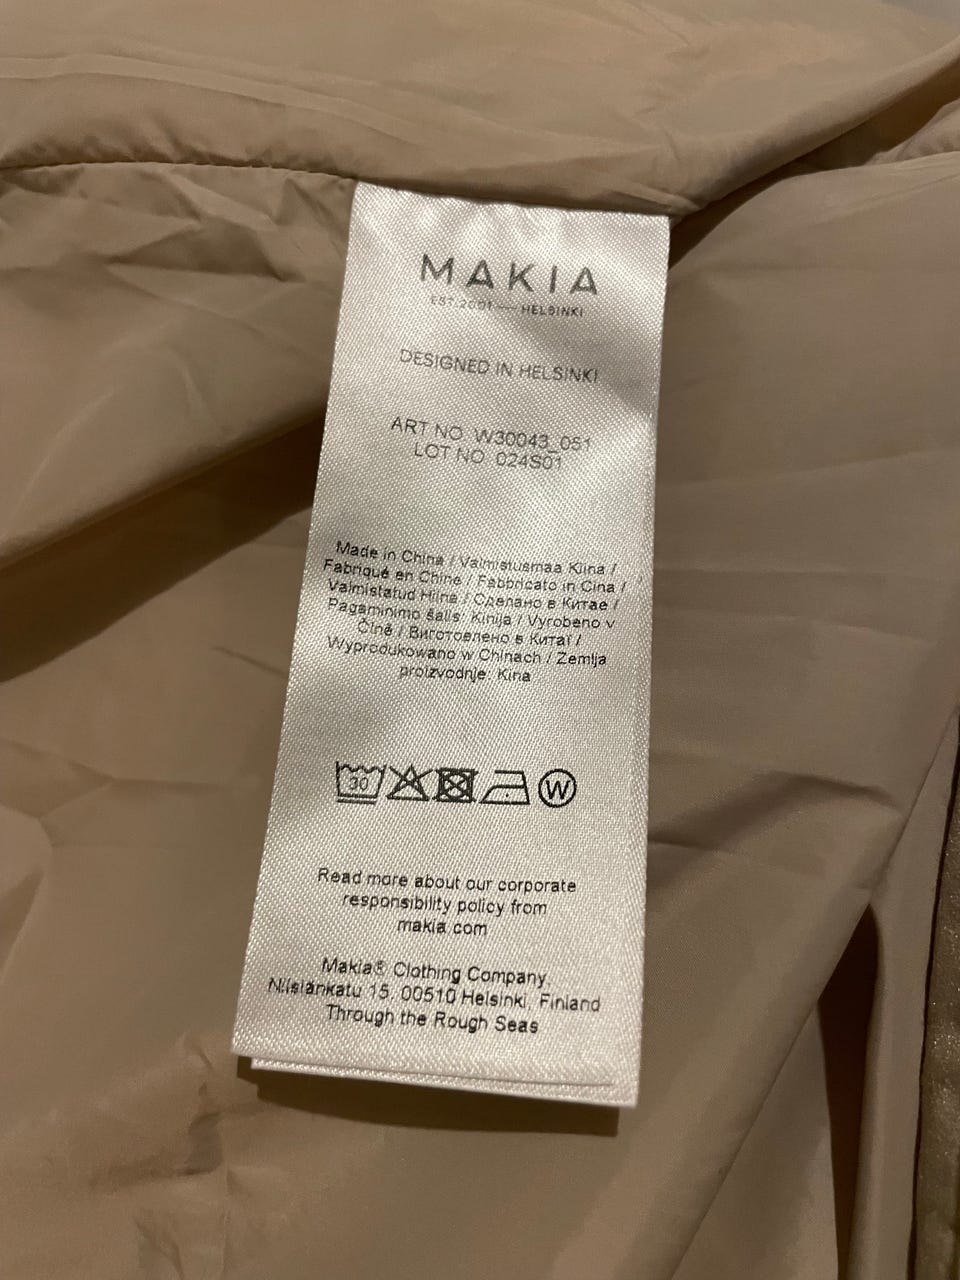 MAKIA
EST. 2001 — HELSINKI
DESIGNED IN HELSINKI
ART NO. W30043_051
LOT NO. 024S01
Made in China / Valmistusmaa Kiina /
Fabriqué en Chine / Fabbricato in Cina /
Valmistatud Hiina / Сделано в Китае /
Pagaminimo šalis: Kinija / Vyrobeno v
Číně / Виготовлено в Китаї /
Wyprodukowano w Chinach / Zemlja
proizvodnje: Kina
30 W
Read more about our corporate
responsibility policy from
makia.com
Makia® Clothing Company,
Nilsiänkatu 15, 00510 Helsinki, Finland
Through the Rough Seas